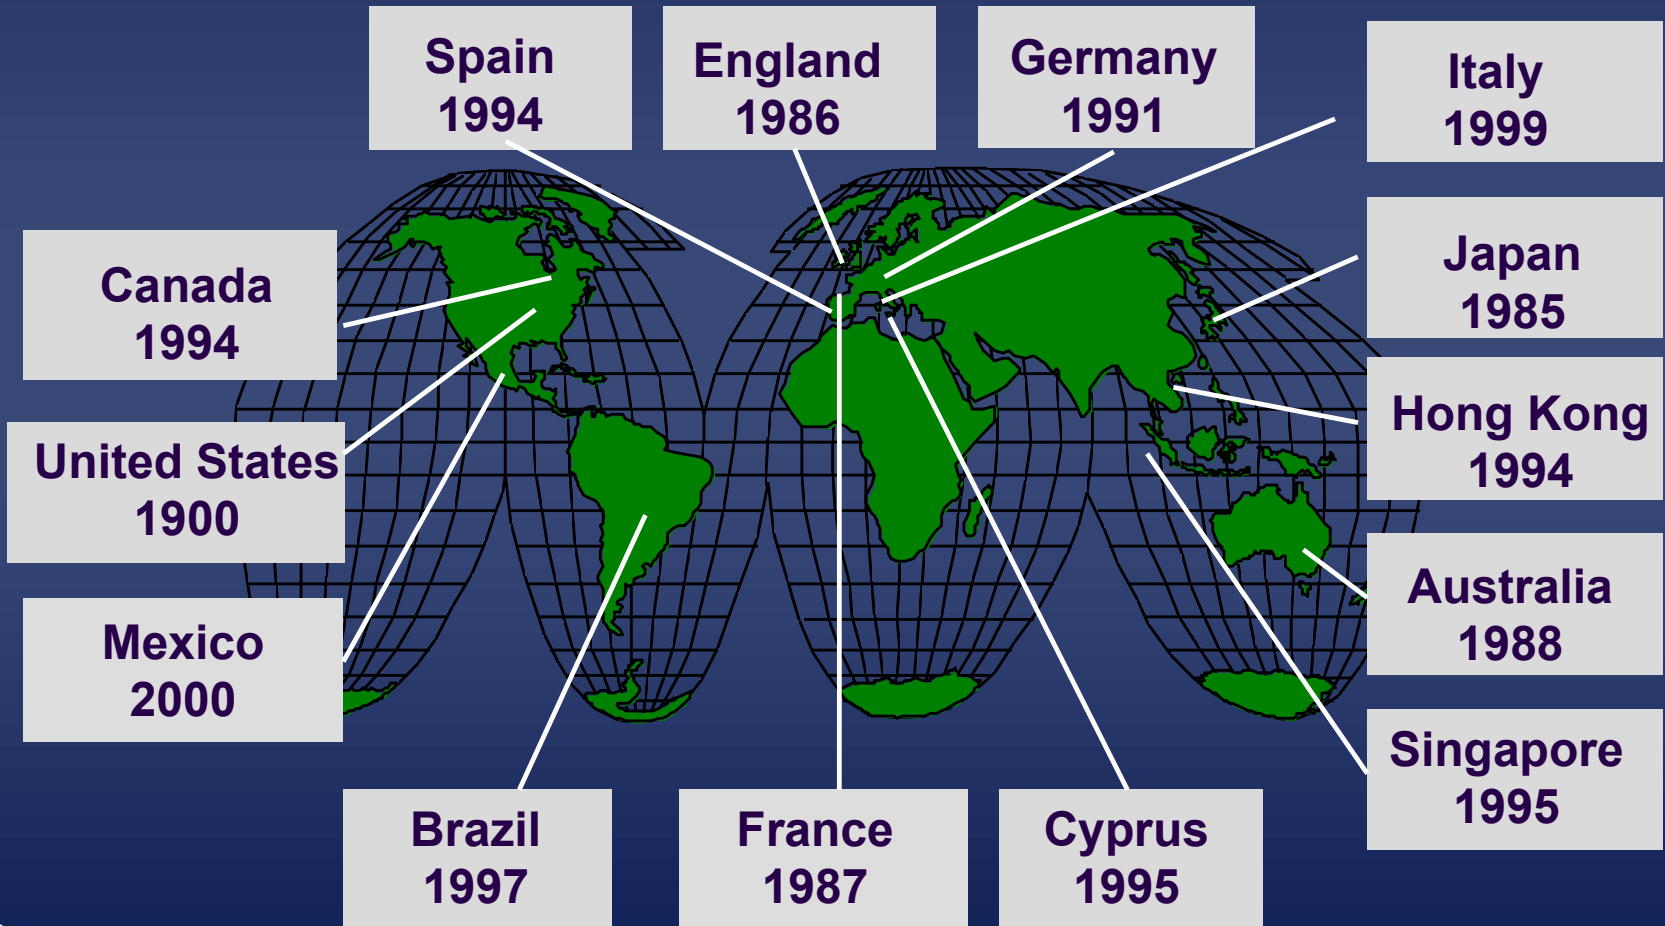 Spain
1994
England
1986
Germany
1991
Italy
1999
Canada
1994
Japan
1985
United States
1900
Hong Kong
1994
Mexico
2000
Australia
1988
Singapore
1995
Brazil
1997
France
1987
Cyprus
1995